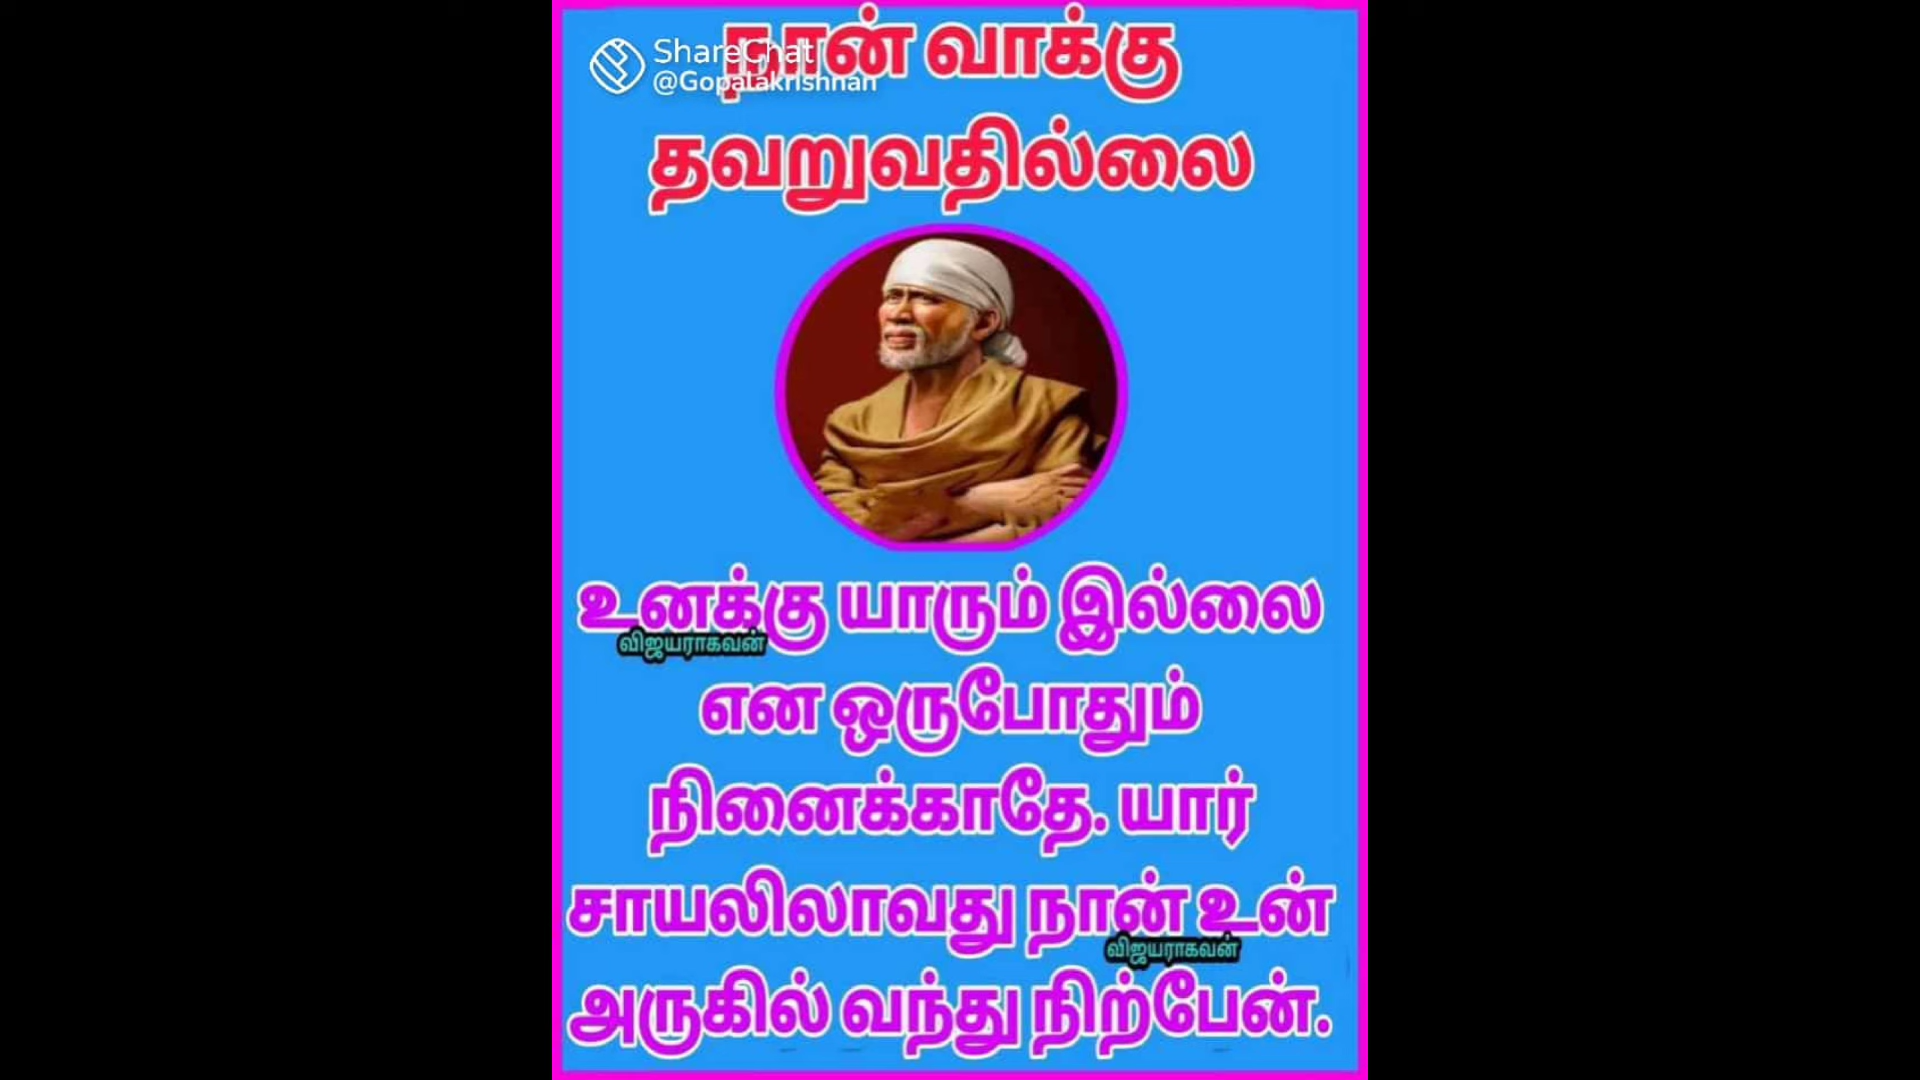 ShareChat
@Gopalakrishnan
நான் வாக்கு
தவறுவதில்லை
உனக்கு யாரும் இல்லை
விஜயராகவன்
என ஒருபோதும்
நினைக்காதே. யார்
சாயலிலாவது நான் உன்
விஜயராகவன்
அருகில் வந்து நிற்பேன்.